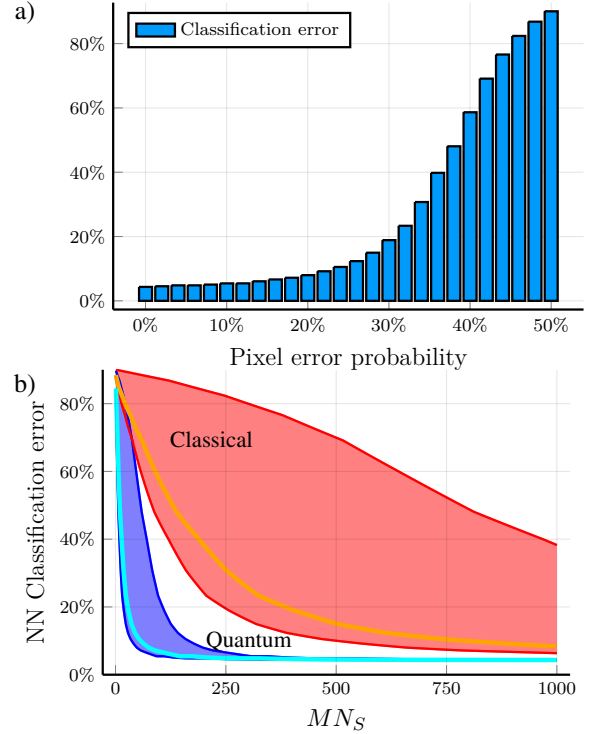 a)
Classification error
80%
60%
40%
20%
0%
0% 10% 20% 30% 40% 50%
Pixel error probability
b)
NN Classification error
80%
60%
40%
20%
0%
Classical
Quantum
0 250 500 750 1000
MN_S